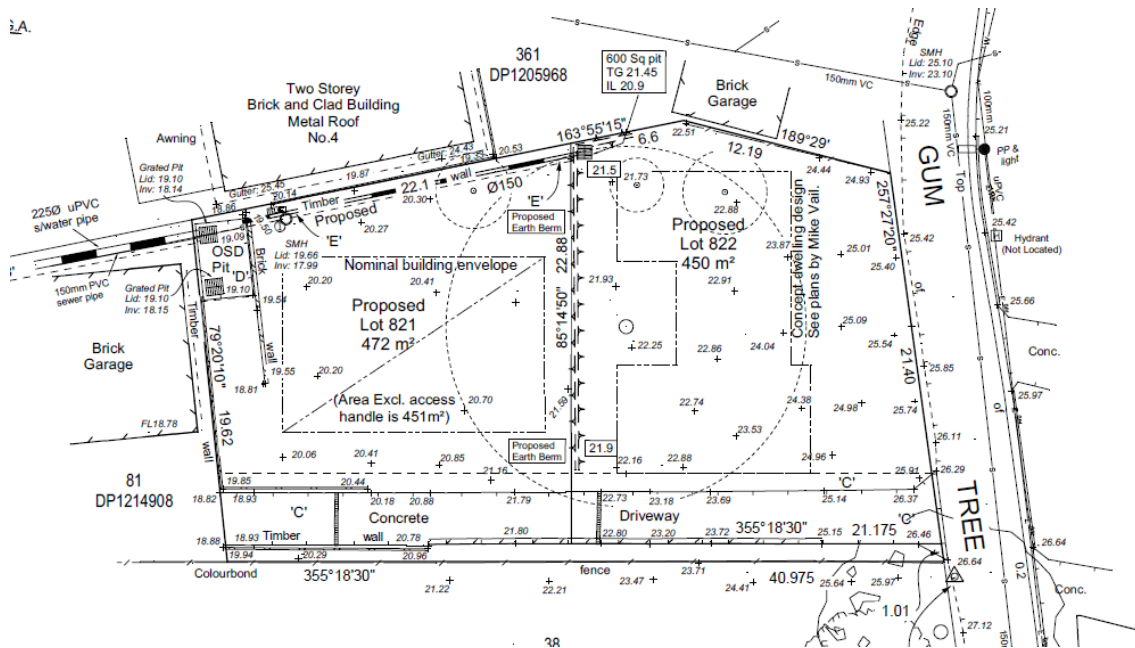 G.A.
361
DP1205968
600 Sq pit
TG 21.45
IL 20.9
Two Storey
Brick and Clad Building
Metal Roof
No.4
Brick
Garage
Edge
SMH
Lid: 25.10
Inv: 23.10
150mm VC
150mm VC
100mm
Awning
Grated Pit
Lid: 19.10
Inv: 18.14
Gutter: 24.43
19.33
20.53
163°55'15"
6.6
22.51
189°29'
12.19
24.44
24.93
25.22
25.21
PP &
light
uPVC
Gutter: 25.45
19.87
22.1
wall
Ø150
Timber
Proposed
20.14
19.86
19.50
20.30
20.27
'E'
'E'
21.5
21.73
Proposed
Earth Berm
22.88
GUM
Top
257°27'20"
225Ø uPVC
s/water pipe
150mm PVC
sewer pipe
19.09
OSD
Pit
'D'
19.10
Brick
SMH
Lid: 19.66
Inv: 17.99
Grated Pit
Lid: 19.10
Inv: 18.15
Nominal building envelope
20.20
20.41
Proposed
Lot 821
472 m²
22.88
85°14'50"
21.93
Proposed
Lot 822
450 m²
23.87
22.91
Concept dwelling design
See plans by Mike Vail.
25.01
25.40
25.42
25.42
Hydrant
(Not Located)
of
25.66
Timber
19.54
wall
Brick
Garage
79°20'10"
22.25
22.86
24.04
25.09
25.54
21.40
Conc.
18.81
19.55
20.20
(Area Excl. access
handle is 451m²)
20.70
21.59
22.74
24.38
24.98
25.74
25.85
25.97
of
FL18.78
19.62
wall
23.53
26.11
Proposed
Earth Berm
21.9
20.06
20.41
20.85
21.16
22.16
22.88
24.96
25.91
26.29
81
DP1214908
19.85
20.44
18.82
18.93
20.18
20.88
21.79
22.73
23.18
23.69
25.14
'C'
26.37
TREE
'C'
Concrete
Driveway
355°18'30"
'C'
18.88
18.93
Timber
wall
20.78
21.80
22.80
23.20
23.72
25.15
21.175
26.46
26.64
19.94
20.29
20.96
26.64
Colourbond
355°18'30"
fence
23.71
40.975
21.22
22.21
23.47
24.41
25.64
25.97
0.2
Conc.
1.01
27.12
38